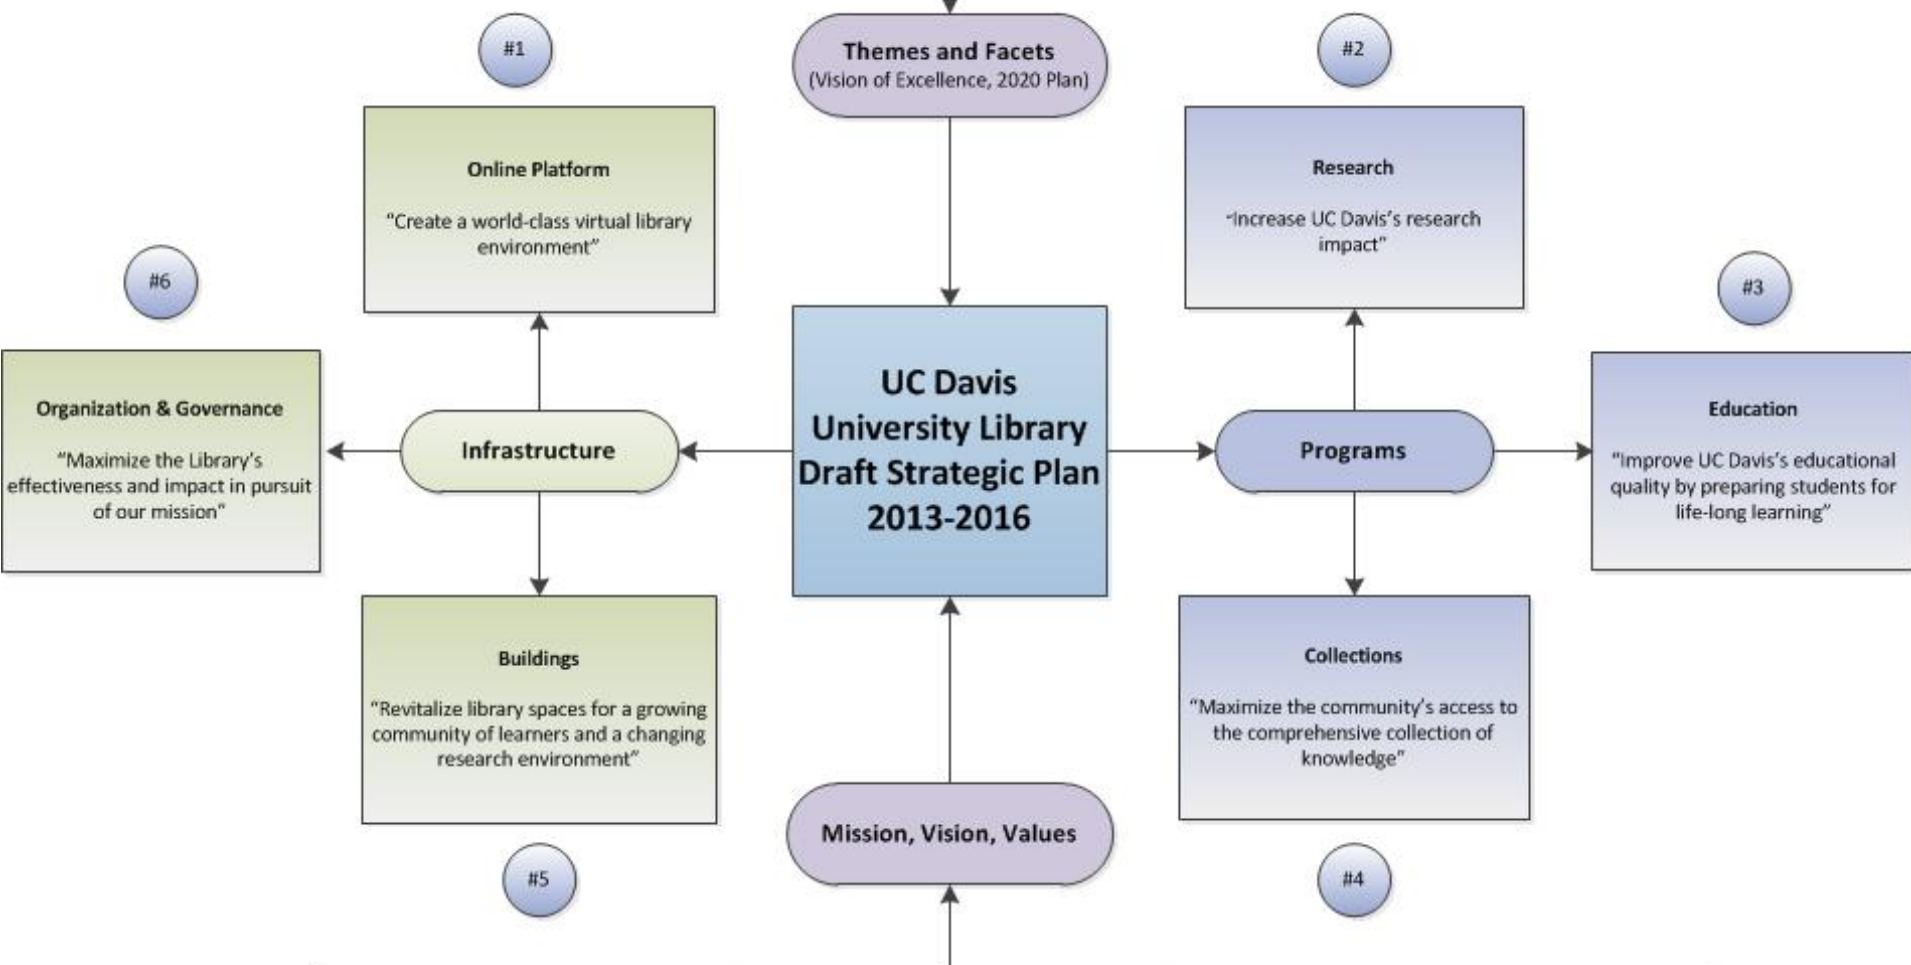 #1
Themes and Facets
(Vision of Excellence, 2020 Plan)
#2
Online Platform
“Create a world-class virtual library
environment”
Research
“Increase UC Davis’s research
impact”
#6
#3
Organization & Governance
“Maximize the Library’s
effectiveness and impact in pursuit
of our mission”
Infrastructure
UC Davis
University Library
Draft Strategic Plan
2013-2016
Programs
Education
“Improve UC Davis’s educational
quality by preparing students for
life-long learning”
Buildings
“Revitalize library spaces for a growing
community of learners and a changing
research environment”
Collections
“Maximize the community’s access to
the comprehensive collection of
knowledge”
Mission, Vision, Values
#5
#4